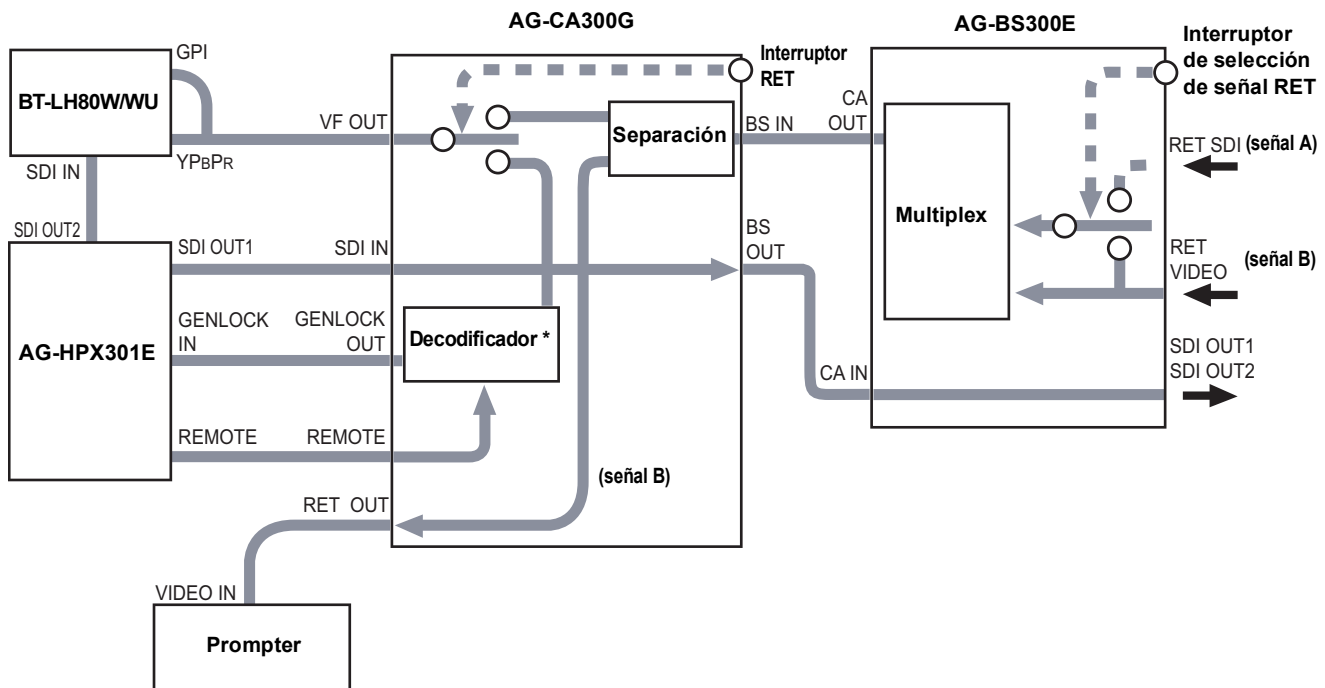 AG-CA300G
AG-BS300E
GPI
BT-LH80W/WU
YPBPR
SDI IN
SDI OUT2
VF OUT
Interruptor
RET
Separación
BS IN
CA
OUT
Interruptor
de selección
de señal RET
RET SDI (señal A)
Multiplex
RET
VIDEO
(señal B)
SDI OUT1
SDI IN
BS
OUT
AG-HPX301E
GENLOCK
IN
GENLOCK
OUT
Decodificador *
CA IN
SDI OUT1
SDI OUT2
REMOTE
REMOTE
(señal B)
RET OUT
VIDEO IN
Prompter